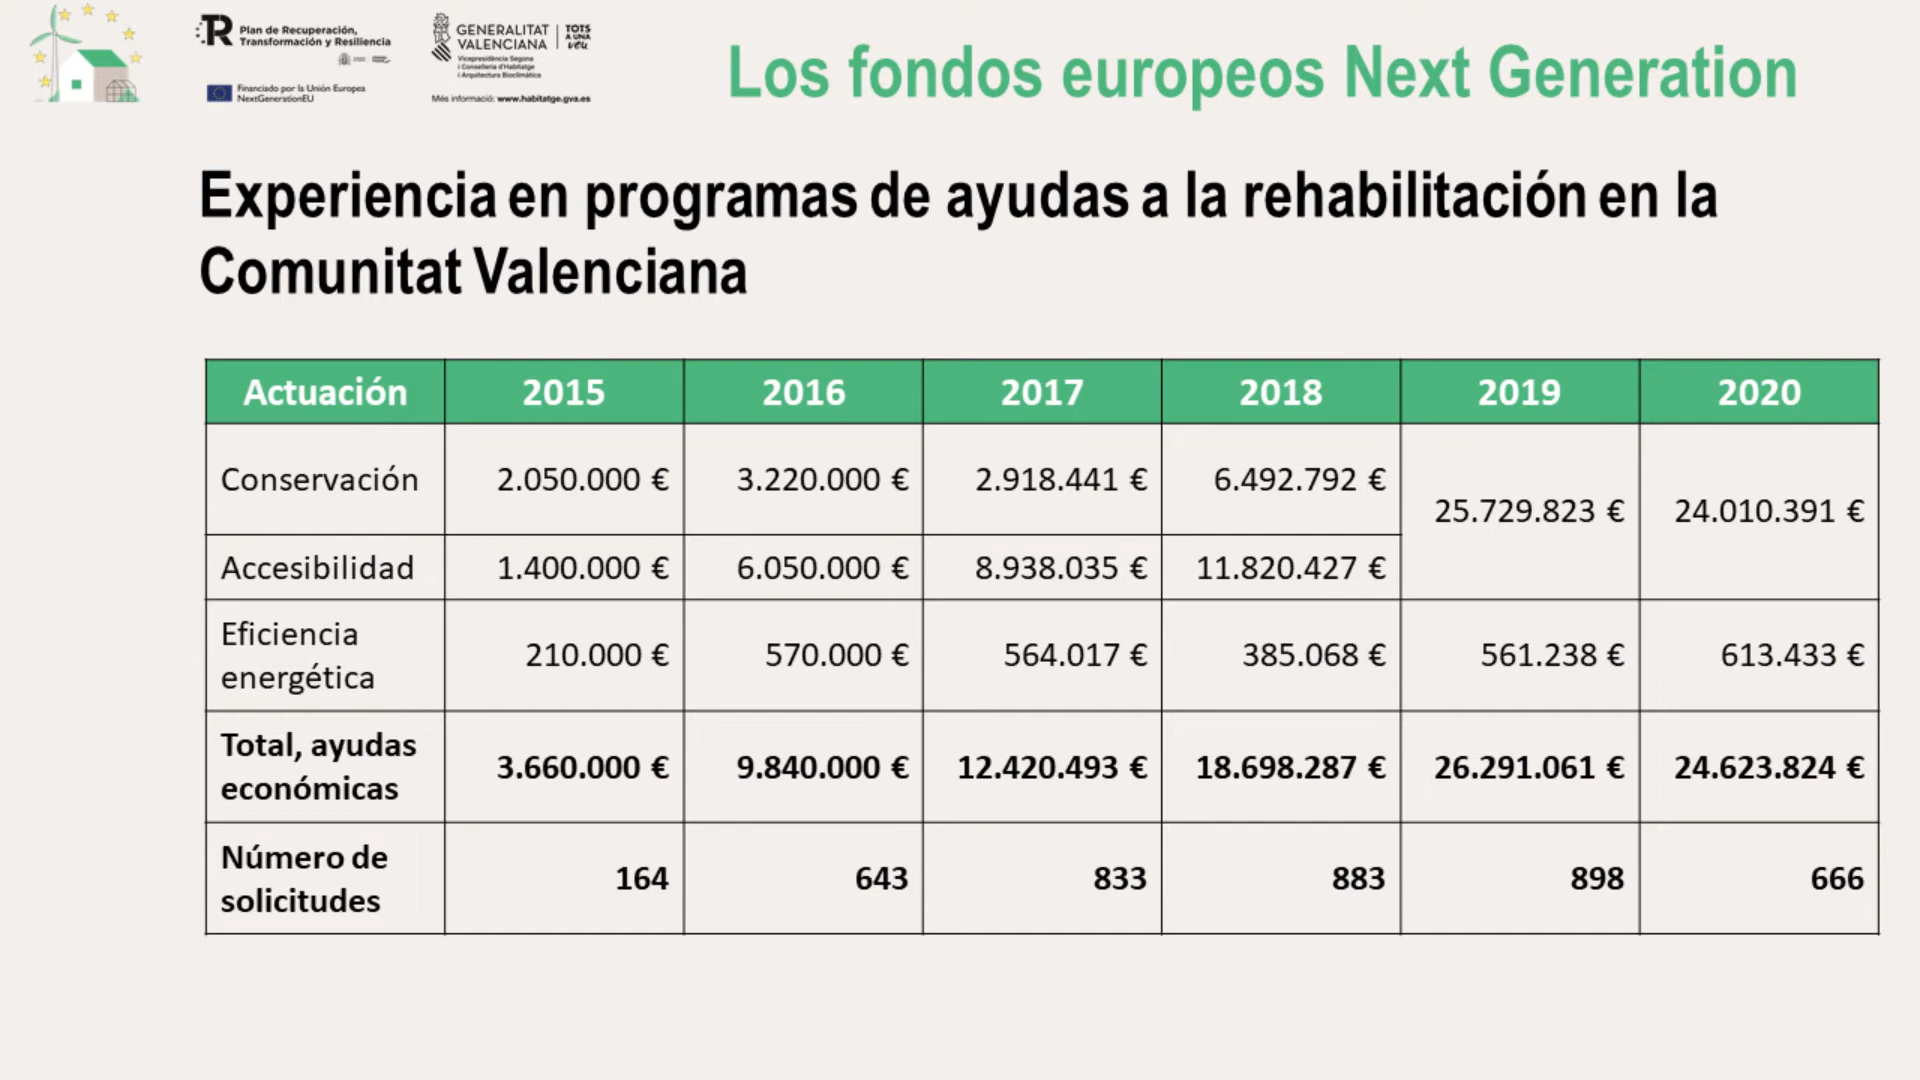 Plan de Recuperación,
Transformación y Resiliencia
Financiado por la Unión Europea
NextGenerationEU
GENERALITAT
VALENCIANA
TOTS
A UNA
veu
Vicepresidència Segona
i Conselleria d'Habitatge
i Arquitectura Bioclimàtica
Més informació: www.habitatge.gva.es
Los fondos europeos Next Generation
Experiencia en programas de ayudas a la rehabilitación en la
Comunitat Valenciana
Actuación 2015 2016 2017 2018 2019 2020
Conservación 2.050.000 € 3.220.000 € 2.918.441 € 6.492.792 €
25.729.823 € 24.010.391 €
Accesibilidad 1.400.000 € 6.050.000 € 8.938.035 € 11.820.427 €
Eficiencia
energética 210.000 € 570.000 € 564.017 € 385.068 € 561.238 € 613.433 €
Total, ayudas
económicas 3.660.000 € 9.840.000 € 12.420.493 € 18.698.287 € 26.291.061 € 24.623.824 €
Número de
solicitudes 164 643 833 883 898 666